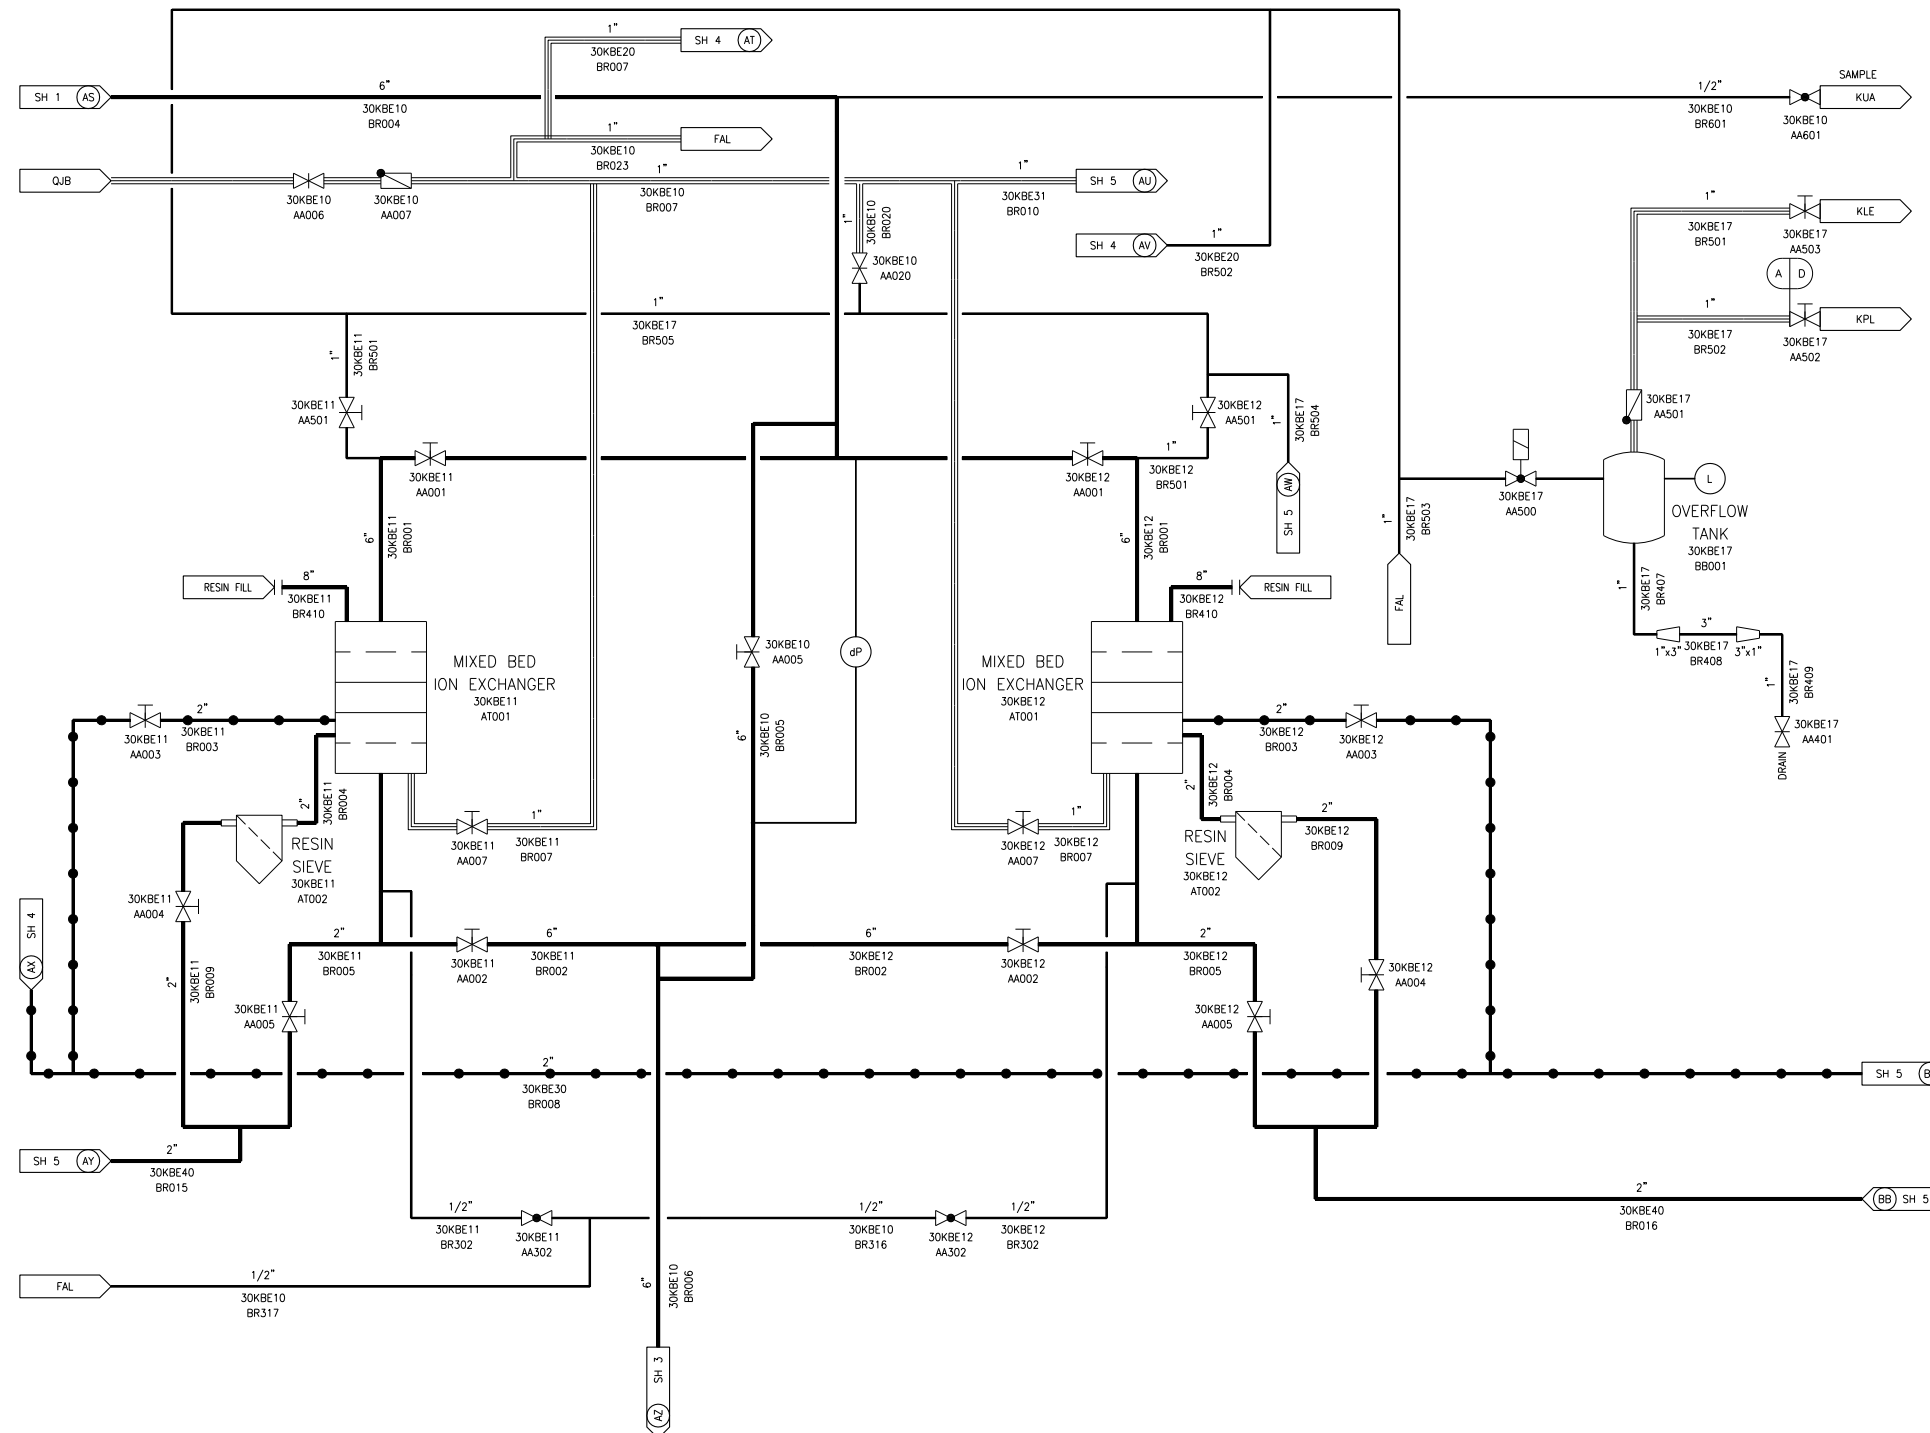 1"
30KBE20
BR007
SH 4 AT
SH 1 AS
6"
30KBE10
BR004
1"
30KBE10
BR023
FAL
SAMPLE
1/2"
30KBE10
BR601
30KBE10
AA601
KUA
QJB
30KBE10
AA006
30KBE10
AA007
1"
30KBE10
BR007
1"
30KBE10
BR020
30KBE10
AA020
1"
30KBE31
BR010
SH 5 AU
SH 4 AV
1"
30KBE20
BR502
1"
30KBE17
BR501
30KBE17
AA503
KLE
A D
1"
30KBE17
BR502
30KBE17
AA502
KPL
1"
30KBE17
BR505
1"
30KBE11
BR501
30KBE11
AA501
30KBE11
AA001
30KBE12
AA001
30KBE12
AA501
1"
30KBE12
BR501
1"
30KBE17
BR504
SH 5 AW
30KBE17
AA501
30KBE17
AA500
L
OVERFLOW
TANK
30KBE17
BB001
1"
30KBE17
BR503
FAL
6"
30KBE11
BR001
6"
30KBE12
BR001
RESIN FILL
8"
30KBE11
BR410
8"
30KBE12
BR410
RESIN FILL
1"
30KBE17
BR407
3"
1"x3"
30KBE17
BR408
3"x1"
1"
30KBE17
BR409
30KBE17
AA401
DRAIN
MIXED BED
ION EXCHANGER
30KBE11
AT001
30KBE10
AA005
dP
MIXED BED
ION EXCHANGER
30KBE12
AT001
30KBE11
AA003
2"
30KBE11
BR003
6"
30KBE10
BR005
2"
30KBE12
BR003
30KBE12
AA003
2"
30KBE11
BR004
2"
30KBE12
BR004
RESIN
SIEVE
30KBE11
AT002
30KBE11
AA007
1"
30KBE11
BR007
30KBE12
AA007
1"
30KBE12
BR007
RESIN
SIEVE
30KBE12
AT002
2"
30KBE12
BR009
30KBE11
AA004
SH 4 AX
2"
30KBE11
BR009
2"
30KBE11
BR005
30KBE11
AA002
6"
30KBE11
BR002
6"
30KBE12
BR002
30KBE12
AA002
2"
30KBE12
BR005
30KBE12
AA004
30KBE11
AA005
30KBE12
AA005
2"
30KBE30
BR008
SH 5
SH 5 AY
2"
30KBE40
BR015
2"
30KBE40
BR016
BB SH 5
1/2"
30KBE11
BR302
30KBE11
AA302
1/2"
30KBE10
BR316
30KBE12
AA302
1/2"
30KBE12
BR302
FAL
1/2"
30KBE10
BR317
6"
30KBE10
BR006
SH 3 AZ